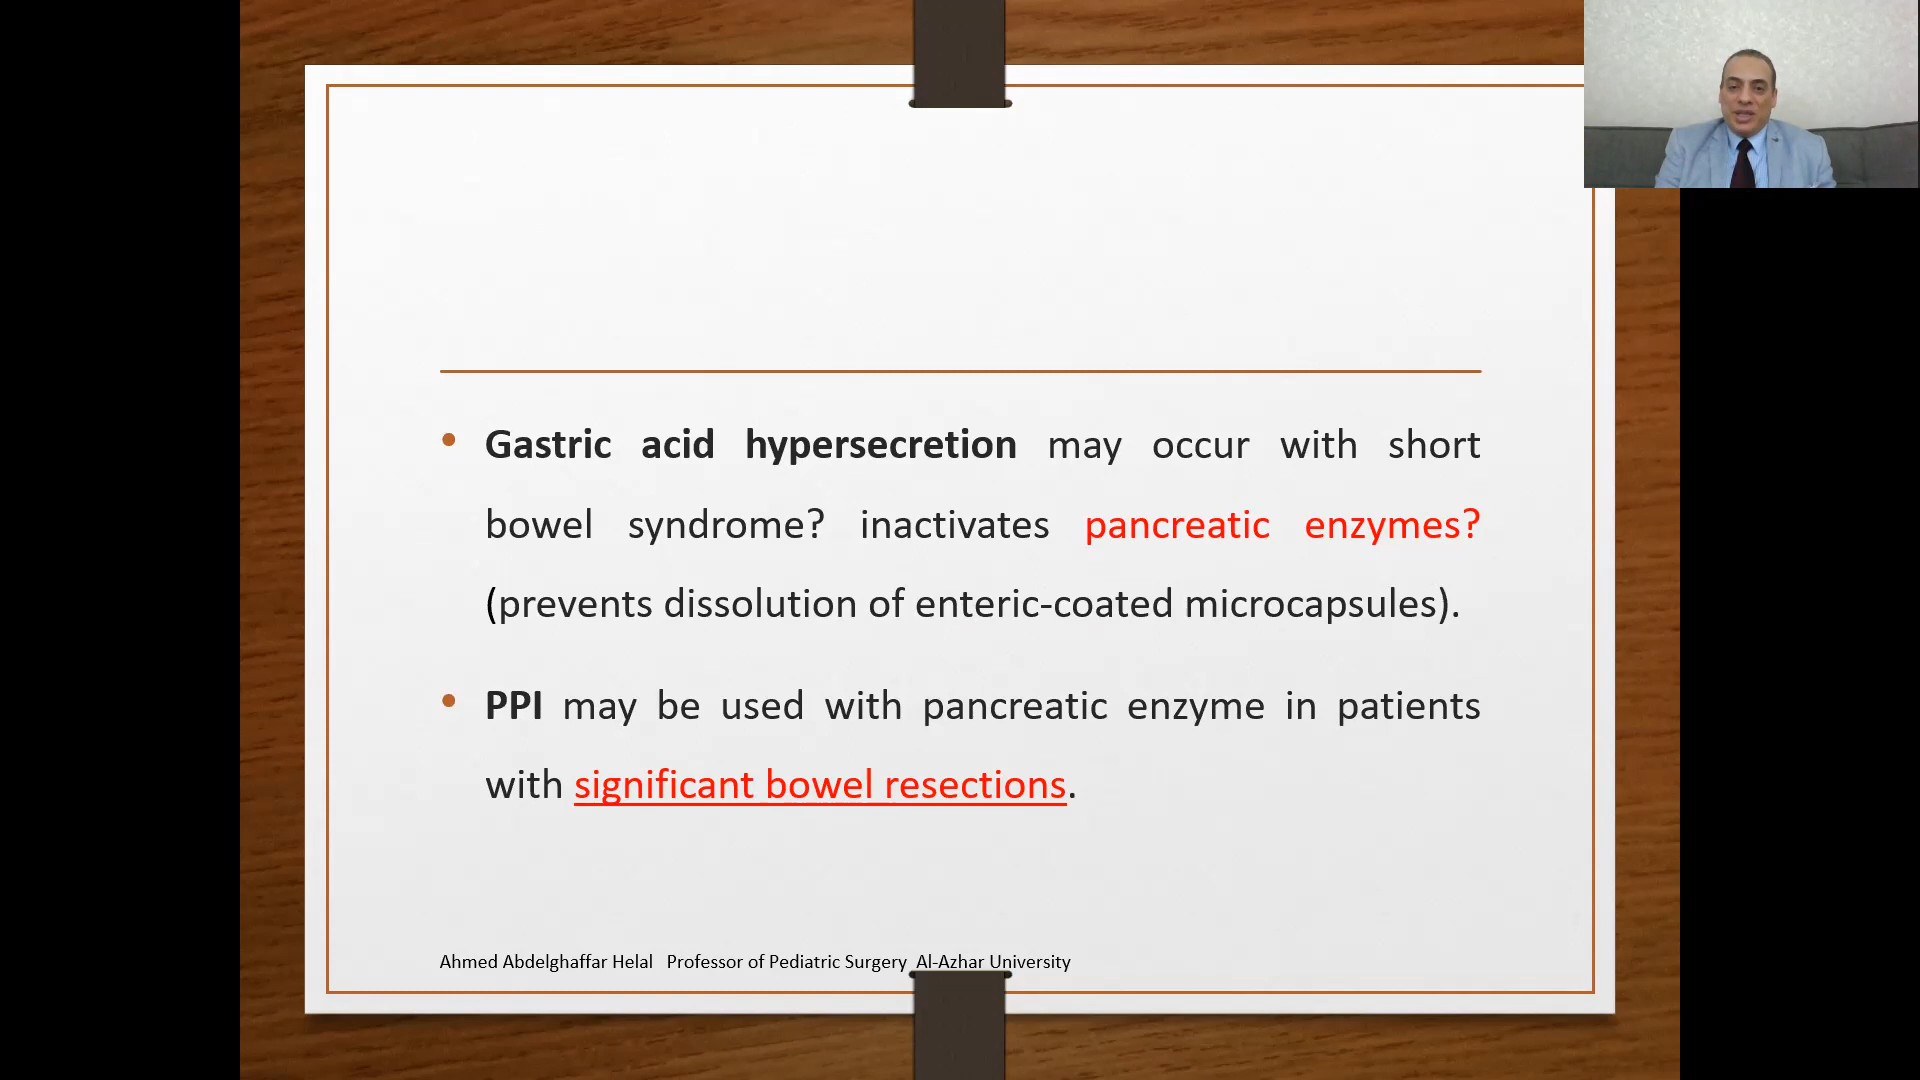 Gastric acid hypersecretion may occur with short
bowel syndrome? inactivates pancreatic enzymes?
(prevents dissolution of enteric-coated microcapsules).
PPI may be used with pancreatic enzyme in patients
with significant bowel resections.
Ahmed Abdelghaffar Helal Professor of Pediatric Surgery Al-Azhar University